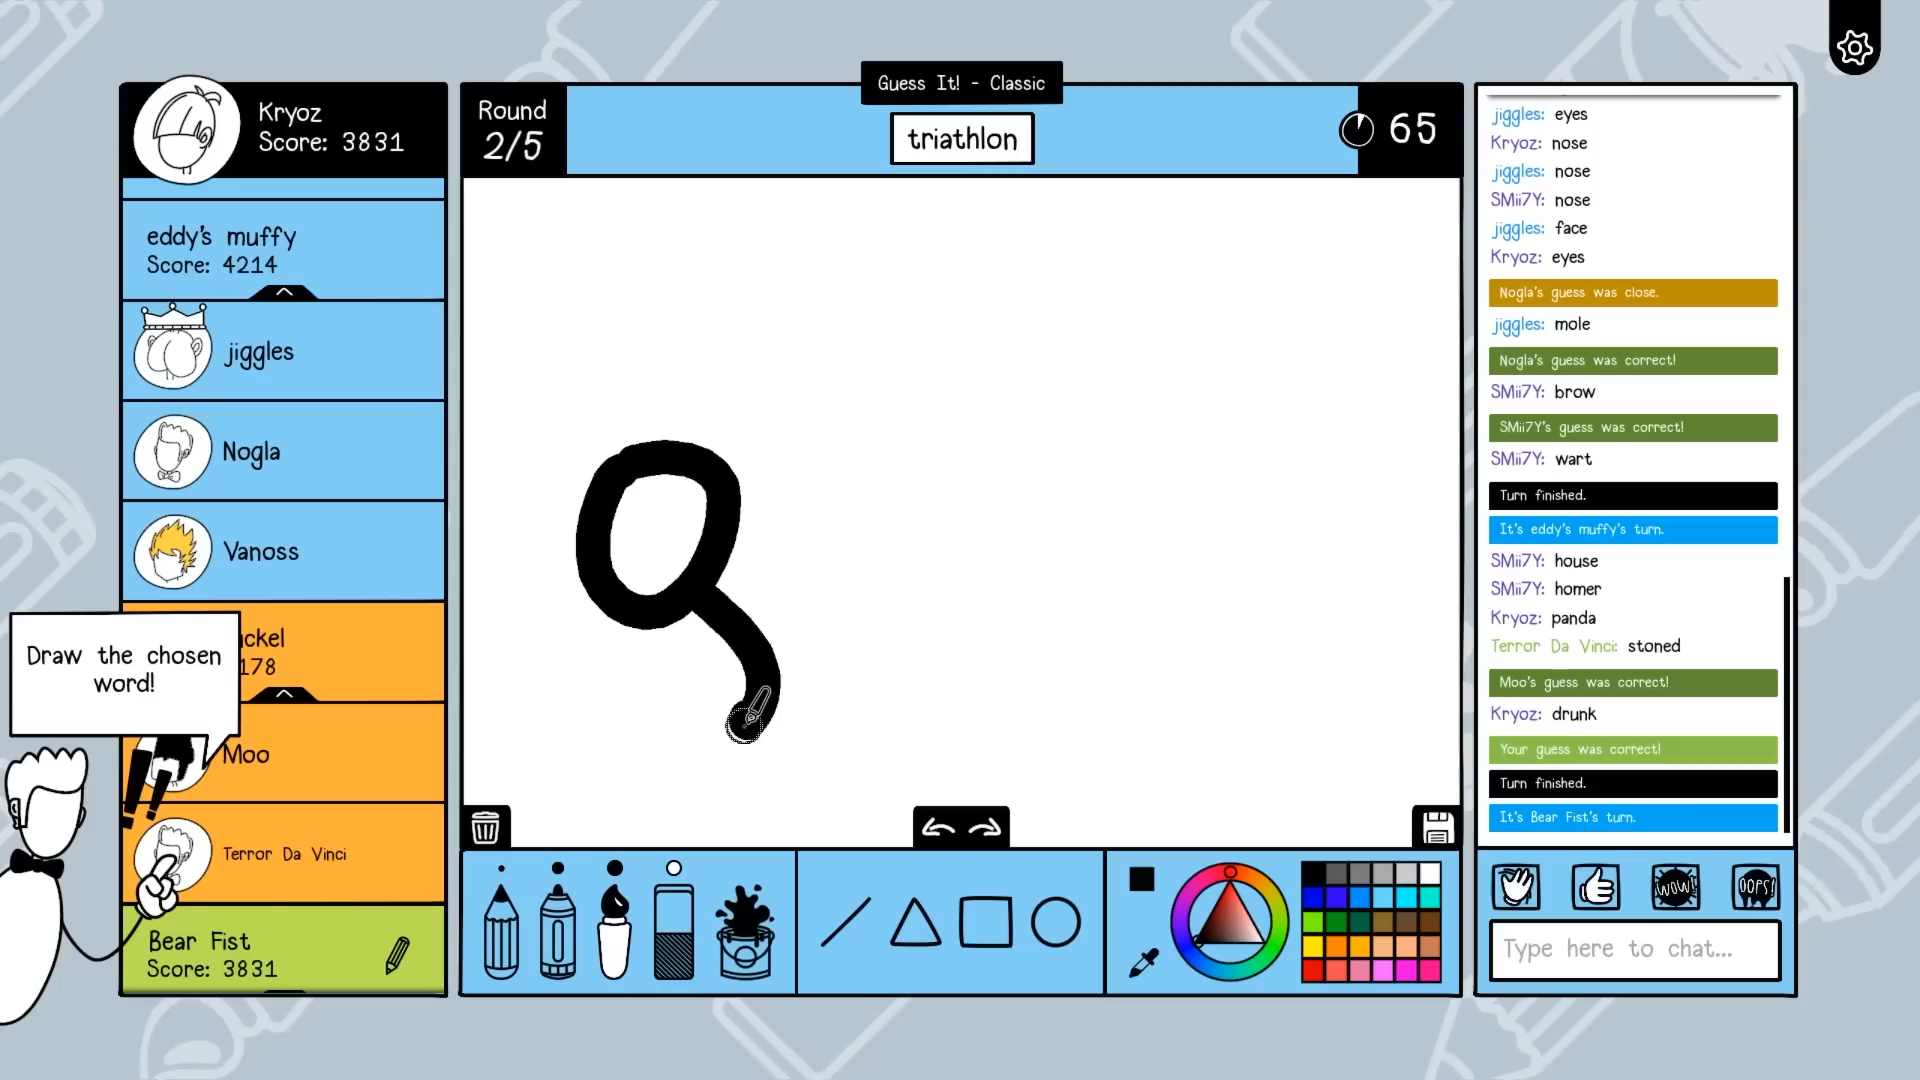 Kryoz
Score: 3831
eddy's muffy
Score: 4214
jiggles
Nogla
Vanoss
178
Moo
Terror Da Vinci
Bear Fist
Score: 3831
Draw the chosen
word!
Guess It! - Classic
Round
2/5
triathlon
65
jiggles: eyes
Kryoz: nose
jiggles: nose
SMii7Y: nose
jiggles: face
Kryoz: eyes
Nogla's guess was close.
jiggles: mole
Nogla's guess was correct!
SMii7Y: brow
SMii7Y's guess was correct!
SMii7Y: wart
Turn finished.
It's eddy's muffy's turn.
SMii7Y: house
SMii7Y: homer
Kryoz: panda
Terror Da Vinci: stoned
Moo's guess was correct!
Kryoz: drunk
Your guess was correct!
Turn finished.
It's Bear Fist's turn.
WOW!
OOPS!
Type here to chat...